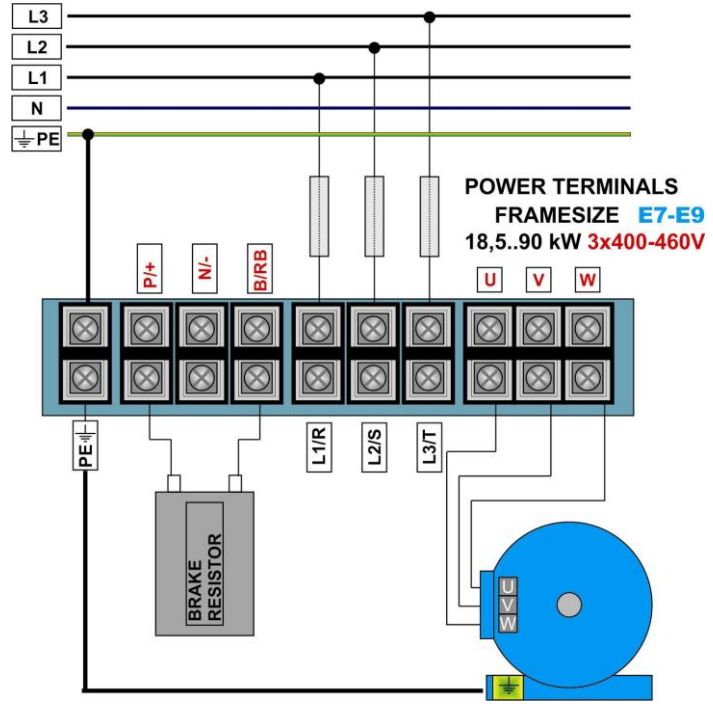 L3
L2
L1
N
PE
POWER TERMINALS
FRAMESIZE E7-E9
18,5..90 kW 3x400-460V
P/+
N/-
B/RB
U
V
W
PE
L1/R
L2/S
L3/T
BRAKE
RESISTOR
U
V
W